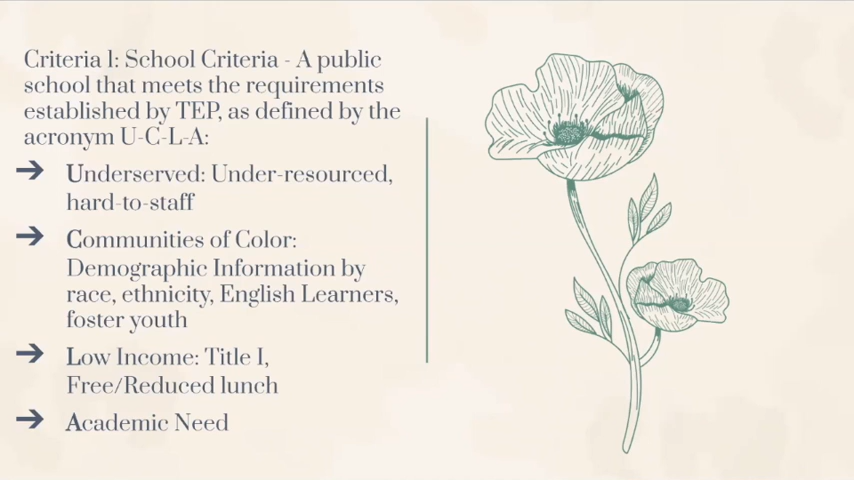 Criteria 1: School Criteria - A public
school that meets the requirements
established by TEP, as defined by the
acronym U-C-L-A:
➔ Underserved: Under-resourced,
hard-to-staff
➔ Communities of Color:
Demographic Information by
race, ethnicity, English Learners,
foster youth
➔ Low Income: Title I,
Free/Reduced lunch
➔ Academic Need